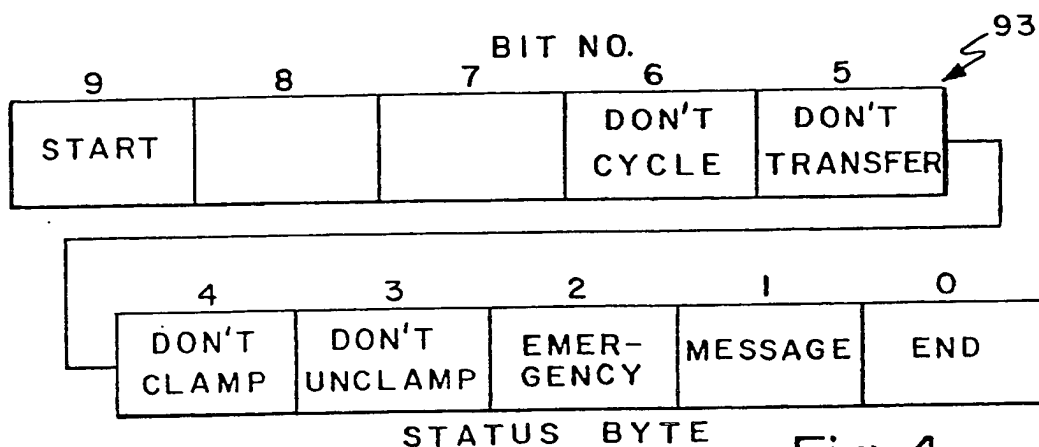 BIT NO.
93
9 8 7 6 5
START
DON'T
CYCLE
DON'T
TRANSFER
4 3 2 1 0
DON'T
CLAMP
DON'T
UNCLAMP
EMER-
GENCY
MESSAGE
END
STATUS BYTE